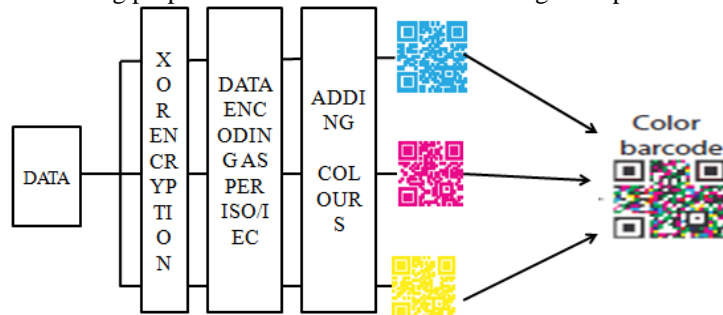 DATA
X
O
R
EN
CR
YP
TI
O
N
DATA
ENC
ODIN
G AS
PER
ISO/I
EC
ADDI
NG
COL
OUR
S
Color
barcode